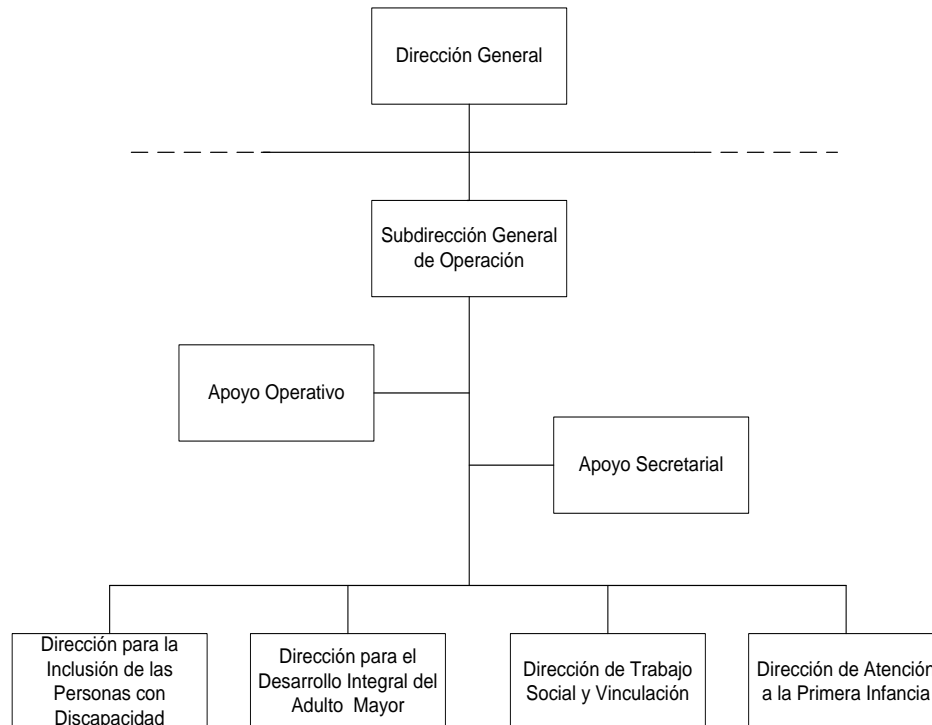 Dirección General
Subdirección General
de Operación
Apoyo Operativo
Apoyo Secretarial
Dirección para la
Inclusión de las
Personas con
Discapacidad
Dirección para el
Desarrollo Integral del
Adulto Mayor
Dirección de Trabajo
Social y Vinculación
Dirección de Atención
a la Primera Infancia